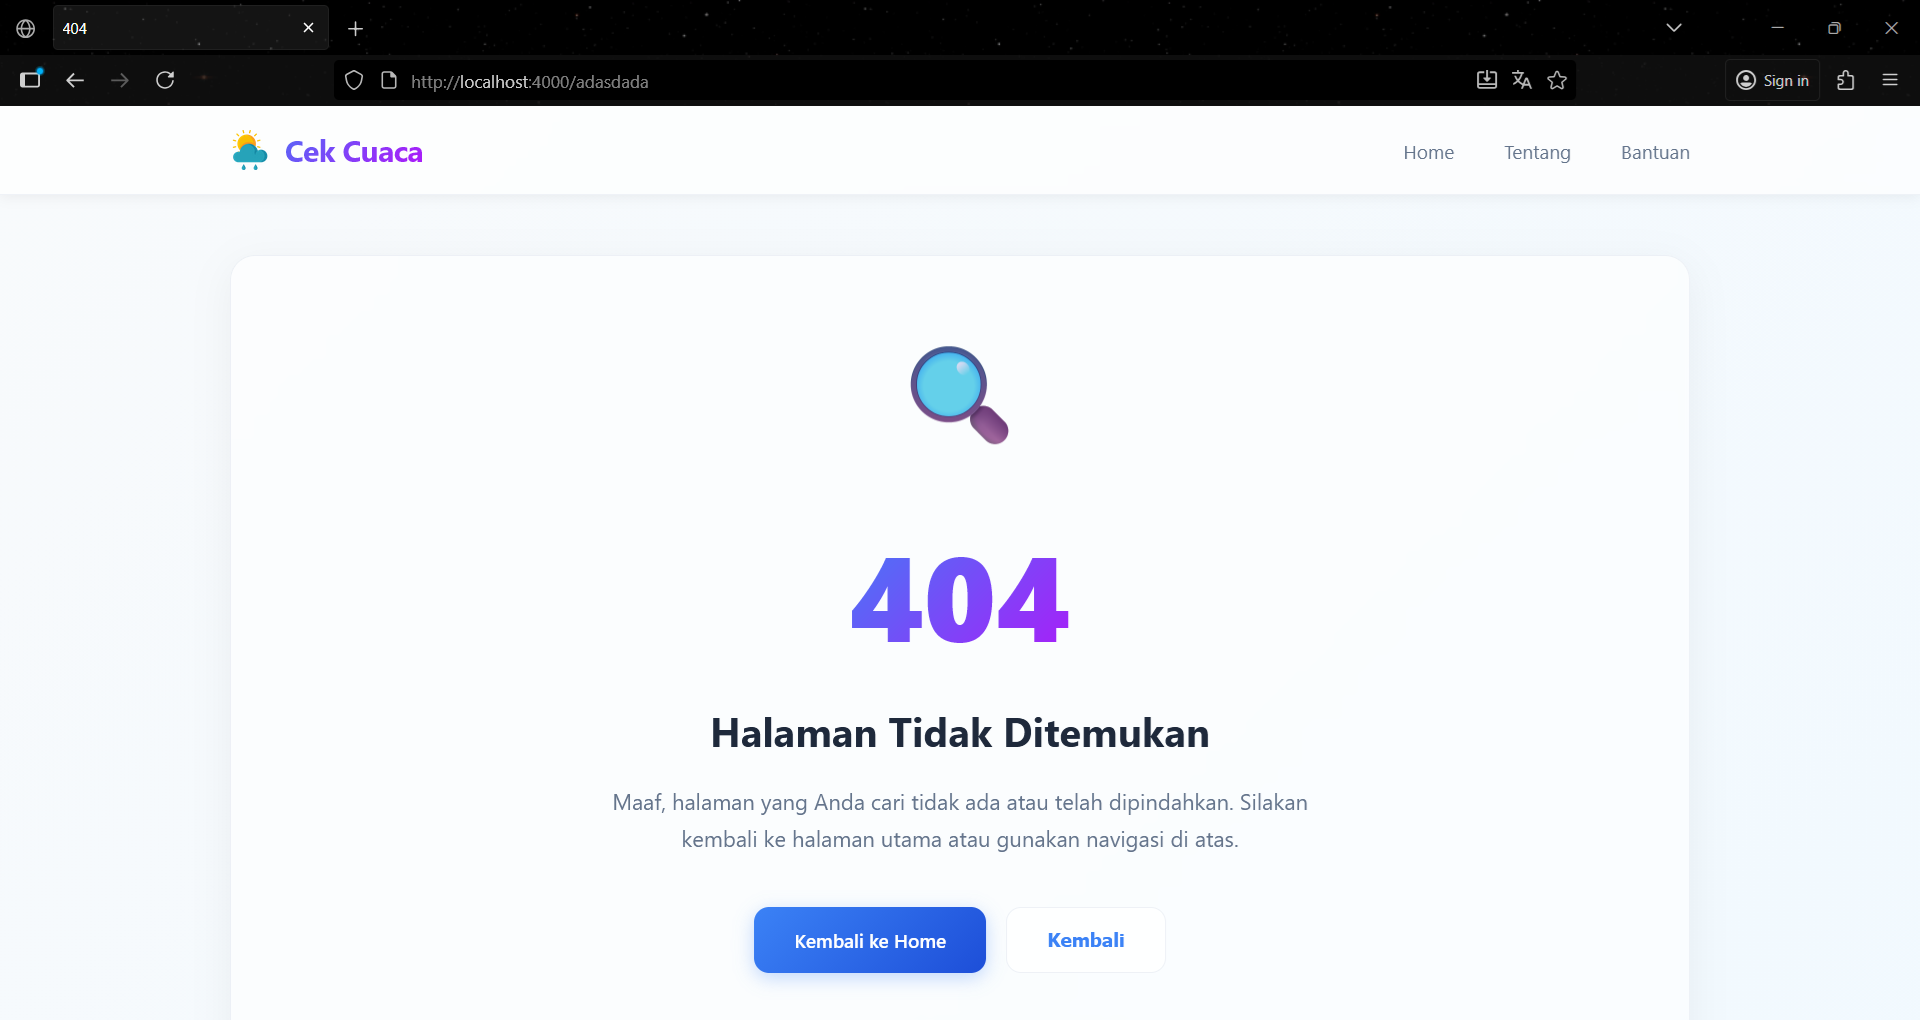 404
http://localhost:4000/adasdada
Sign in
Cek Cuaca
Home
Tentang
Bantuan
404
Halaman Tidak Ditemukan
Maaf, halaman yang Anda cari tidak ada atau telah dipindahkan. Silakan
kembali ke halaman utama atau gunakan navigasi di atas.
Kembali ke Home
Kembali